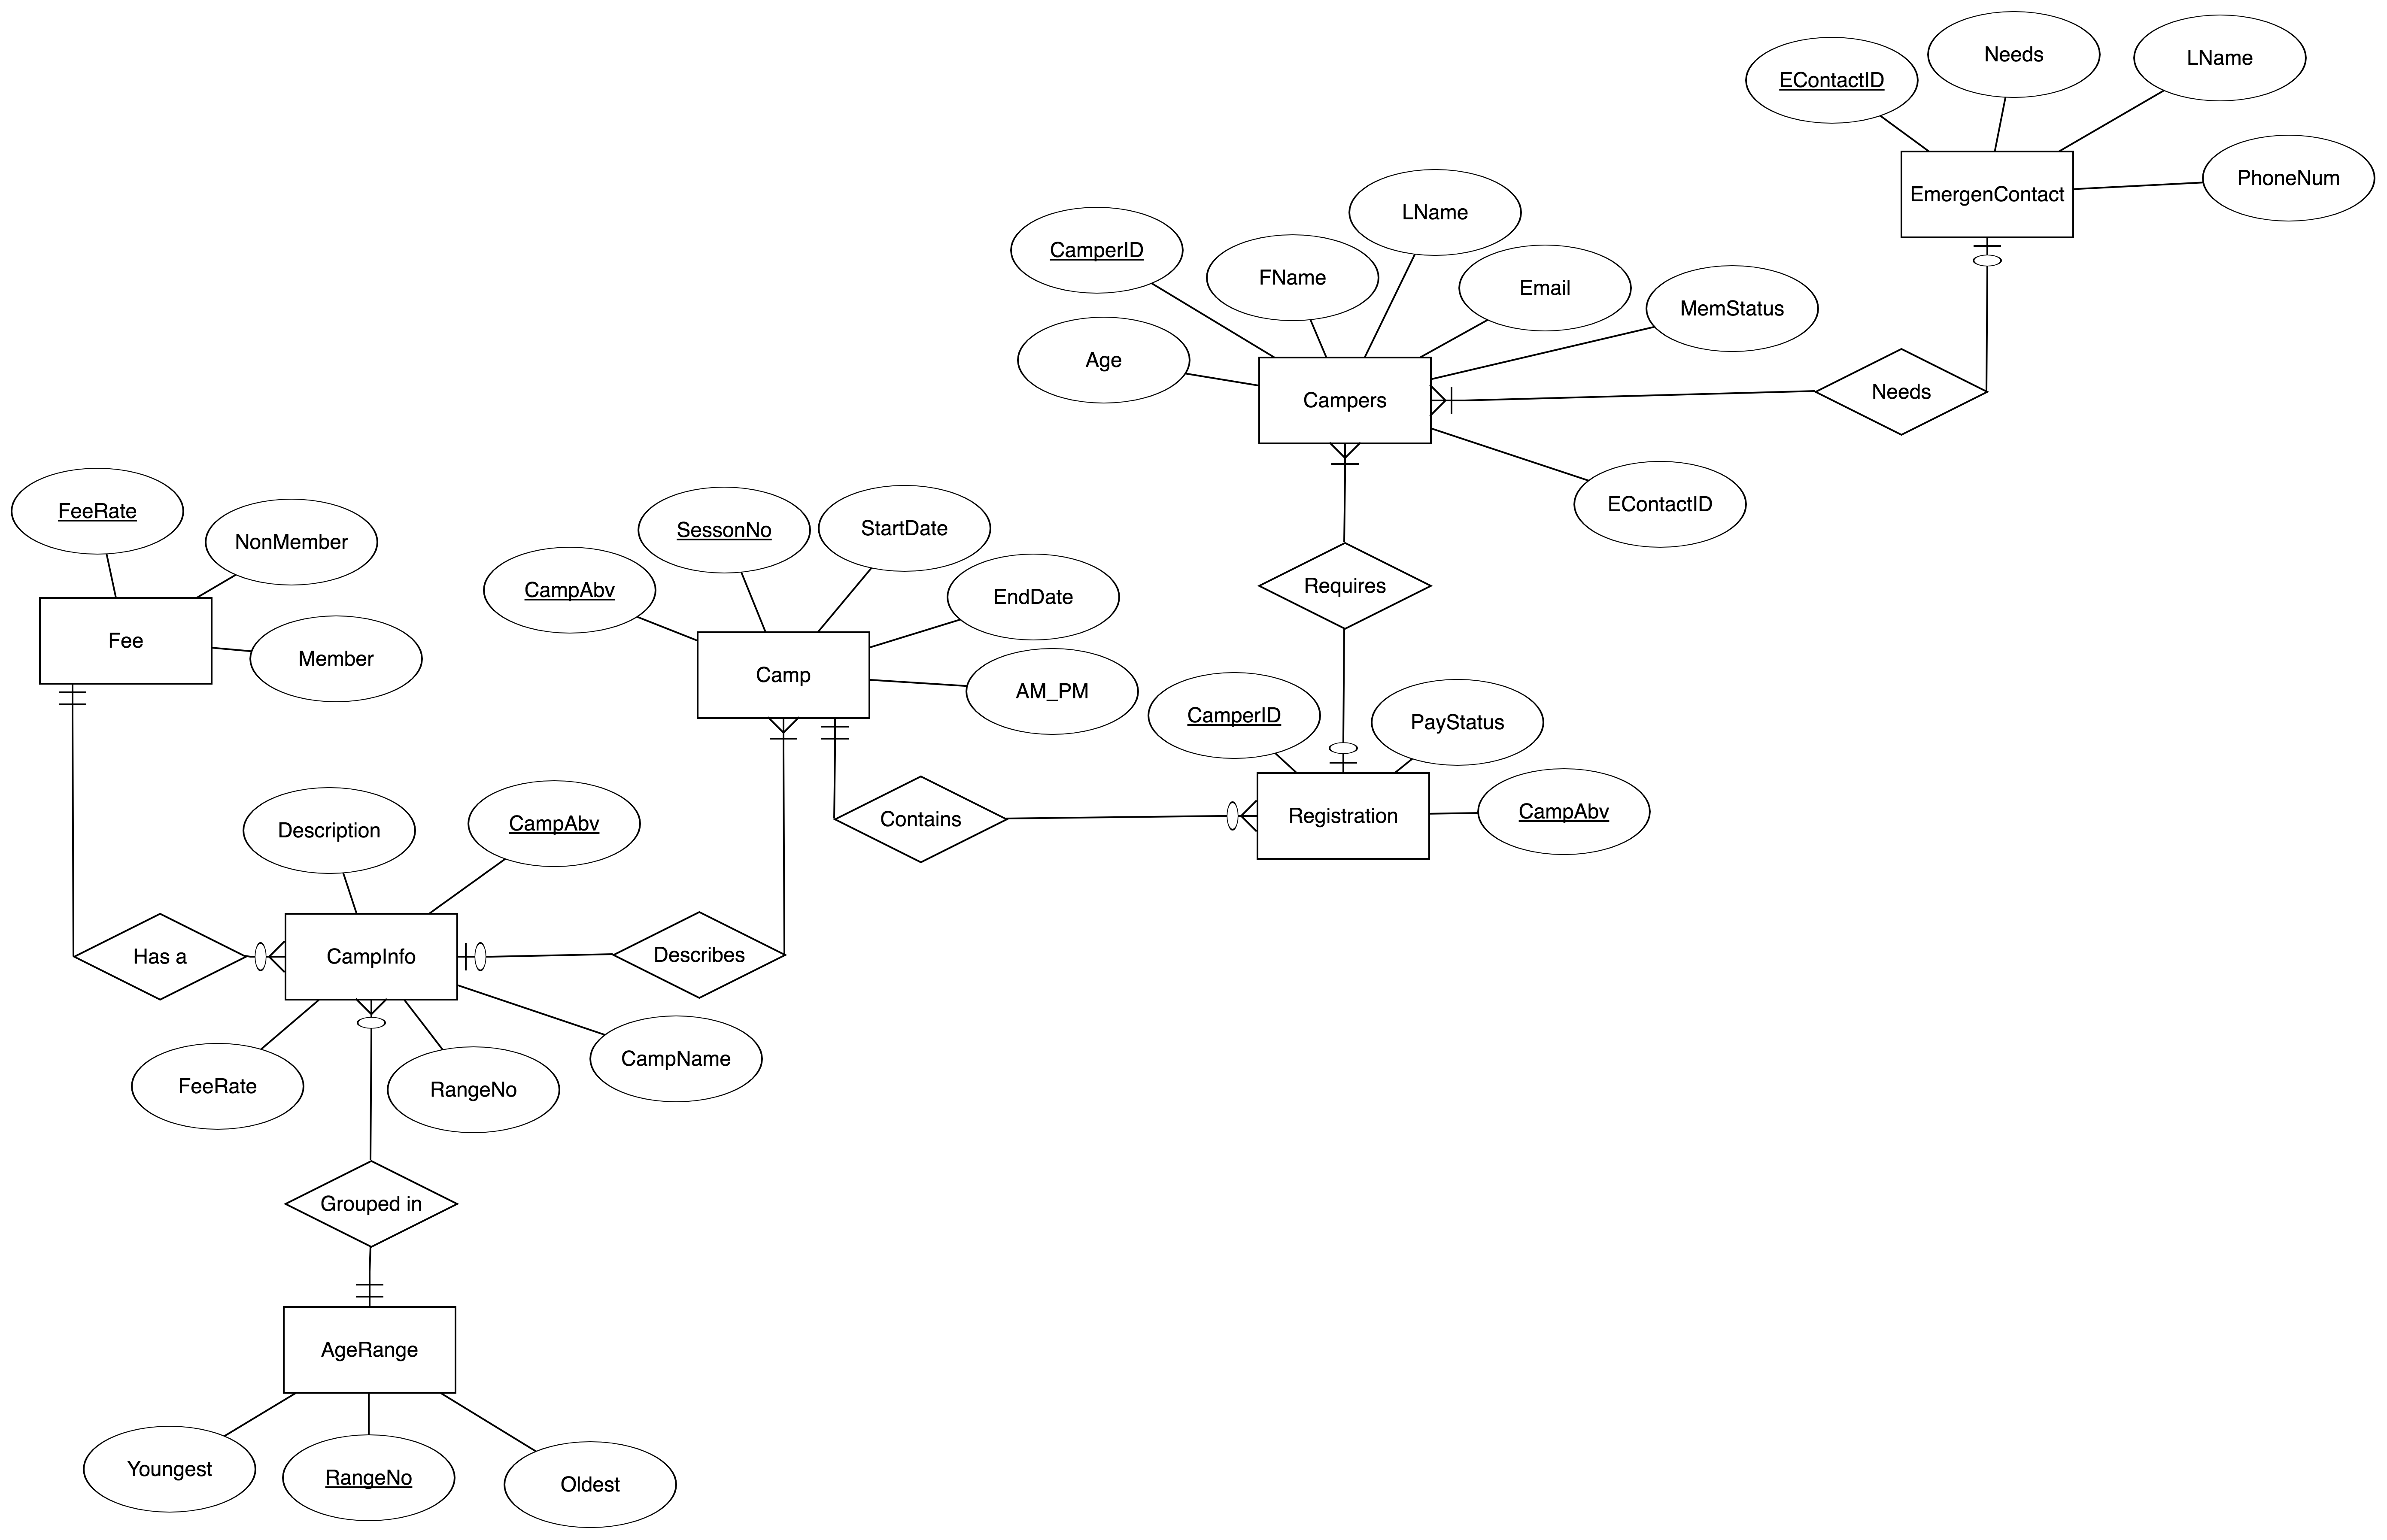 Needs
LName
EContactID
PhoneNum
EmergenContact
LName
CamperID
FName
Email
MemStatus
Age
Campers
Needs
EContactID
FeeRate
NonMember
SessonNo
StartDate
CampAbv
EndDate
Requires
Fee
Member
Camp
AM_PM
CamperID
PayStatus
CampAbv
Registration
Contains
Description
CampAbv
Has a
CampInfo
Describes
CampName
FeeRate
RangeNo
Grouped in
AgeRange
Youngest
RangeNo
Oldest